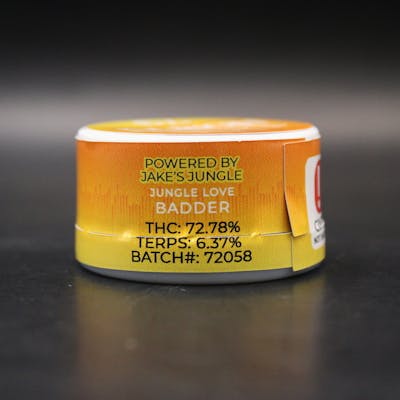 POWERED BY
JAKE'S JUNGLE
JUNGLE LOVE
BADDER
THC: 72.78%
TERPS: 6.37%
BATCH#: 72058